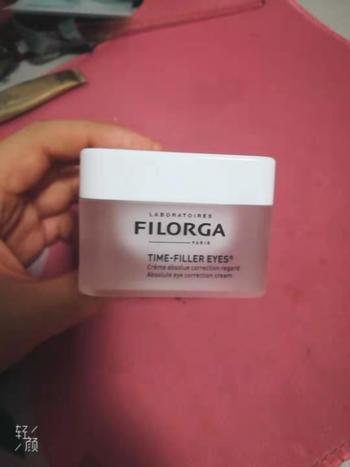 LABORATOIRES
FILORGA
PARIS
TIME-FILLER EYES®
Crème absolue correction regard
Absolute eye correction cream
轻
颜